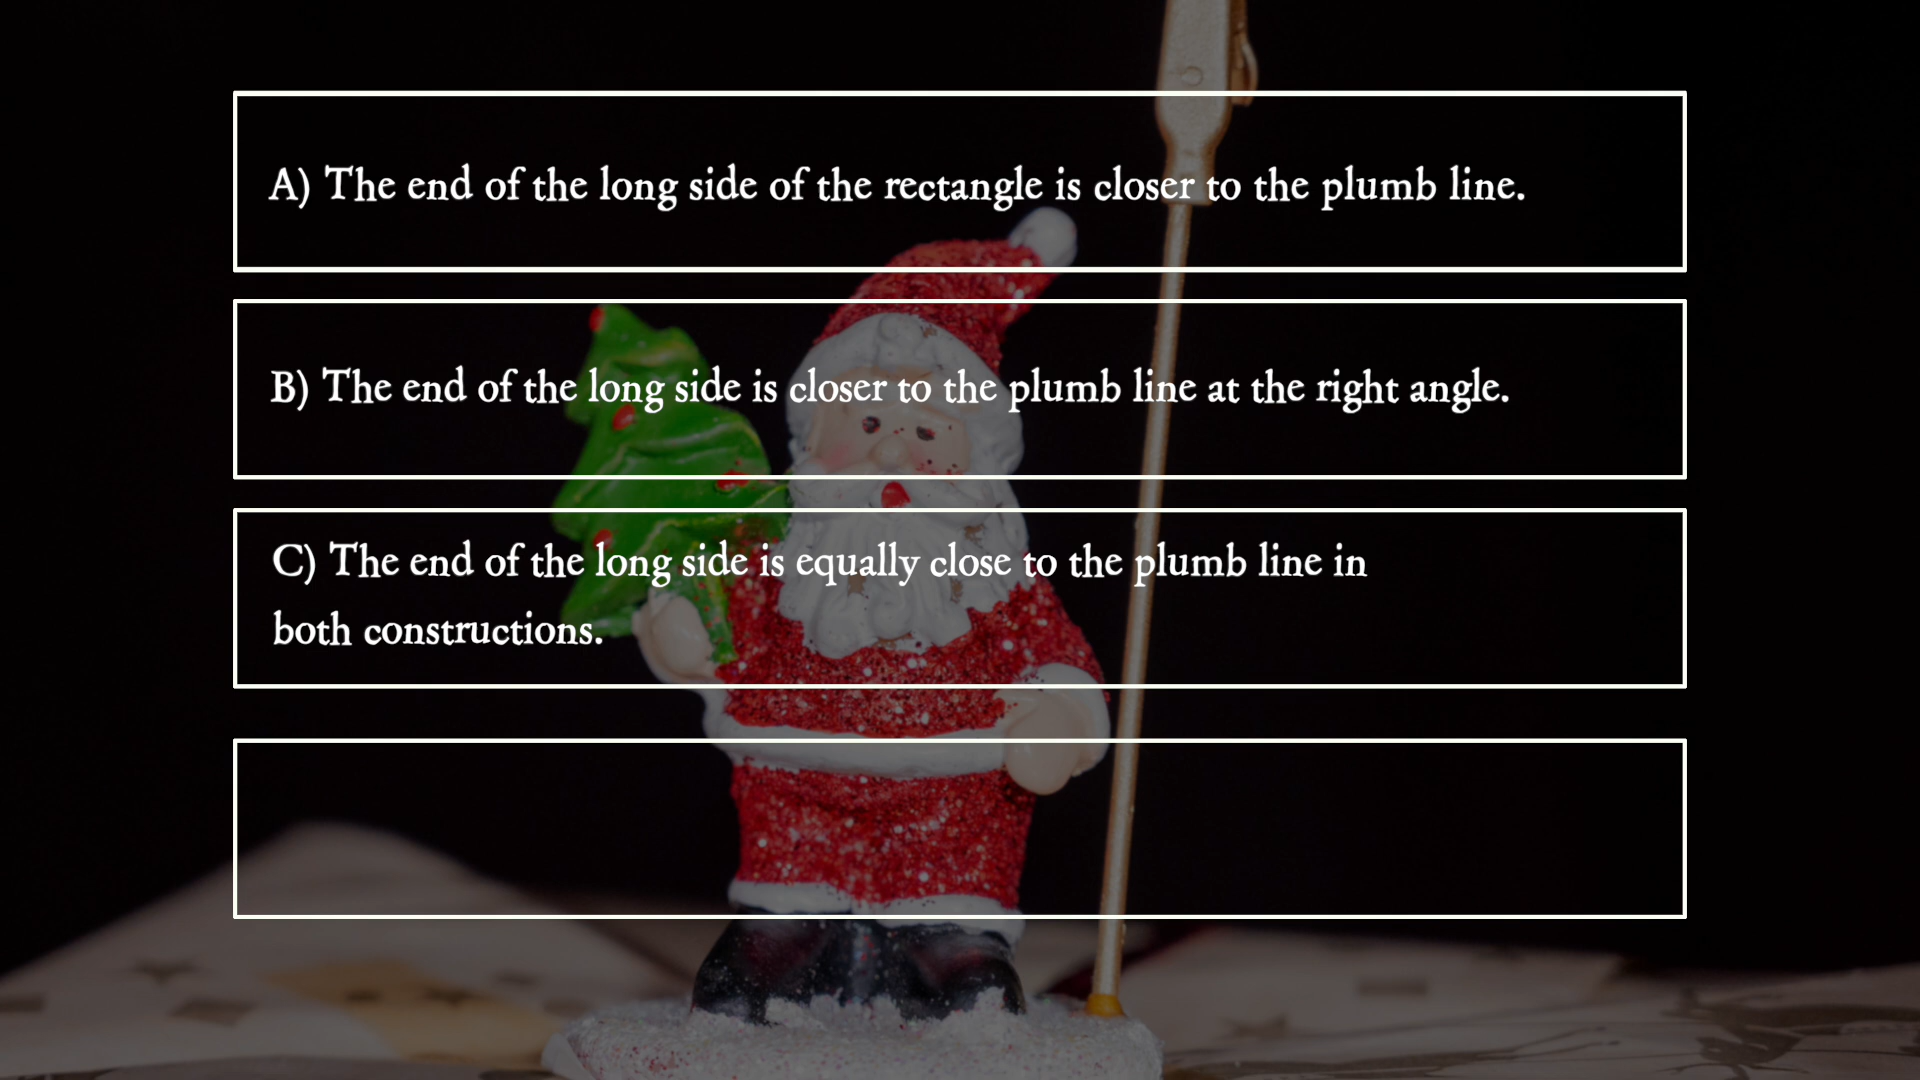 A) The end of the long side of the rectangle is closer to the plumb line.
B) The end of the long side is closer to the plumb line at the right angle.
C) The end of the long side is equally close to the plumb line in
both constructions.